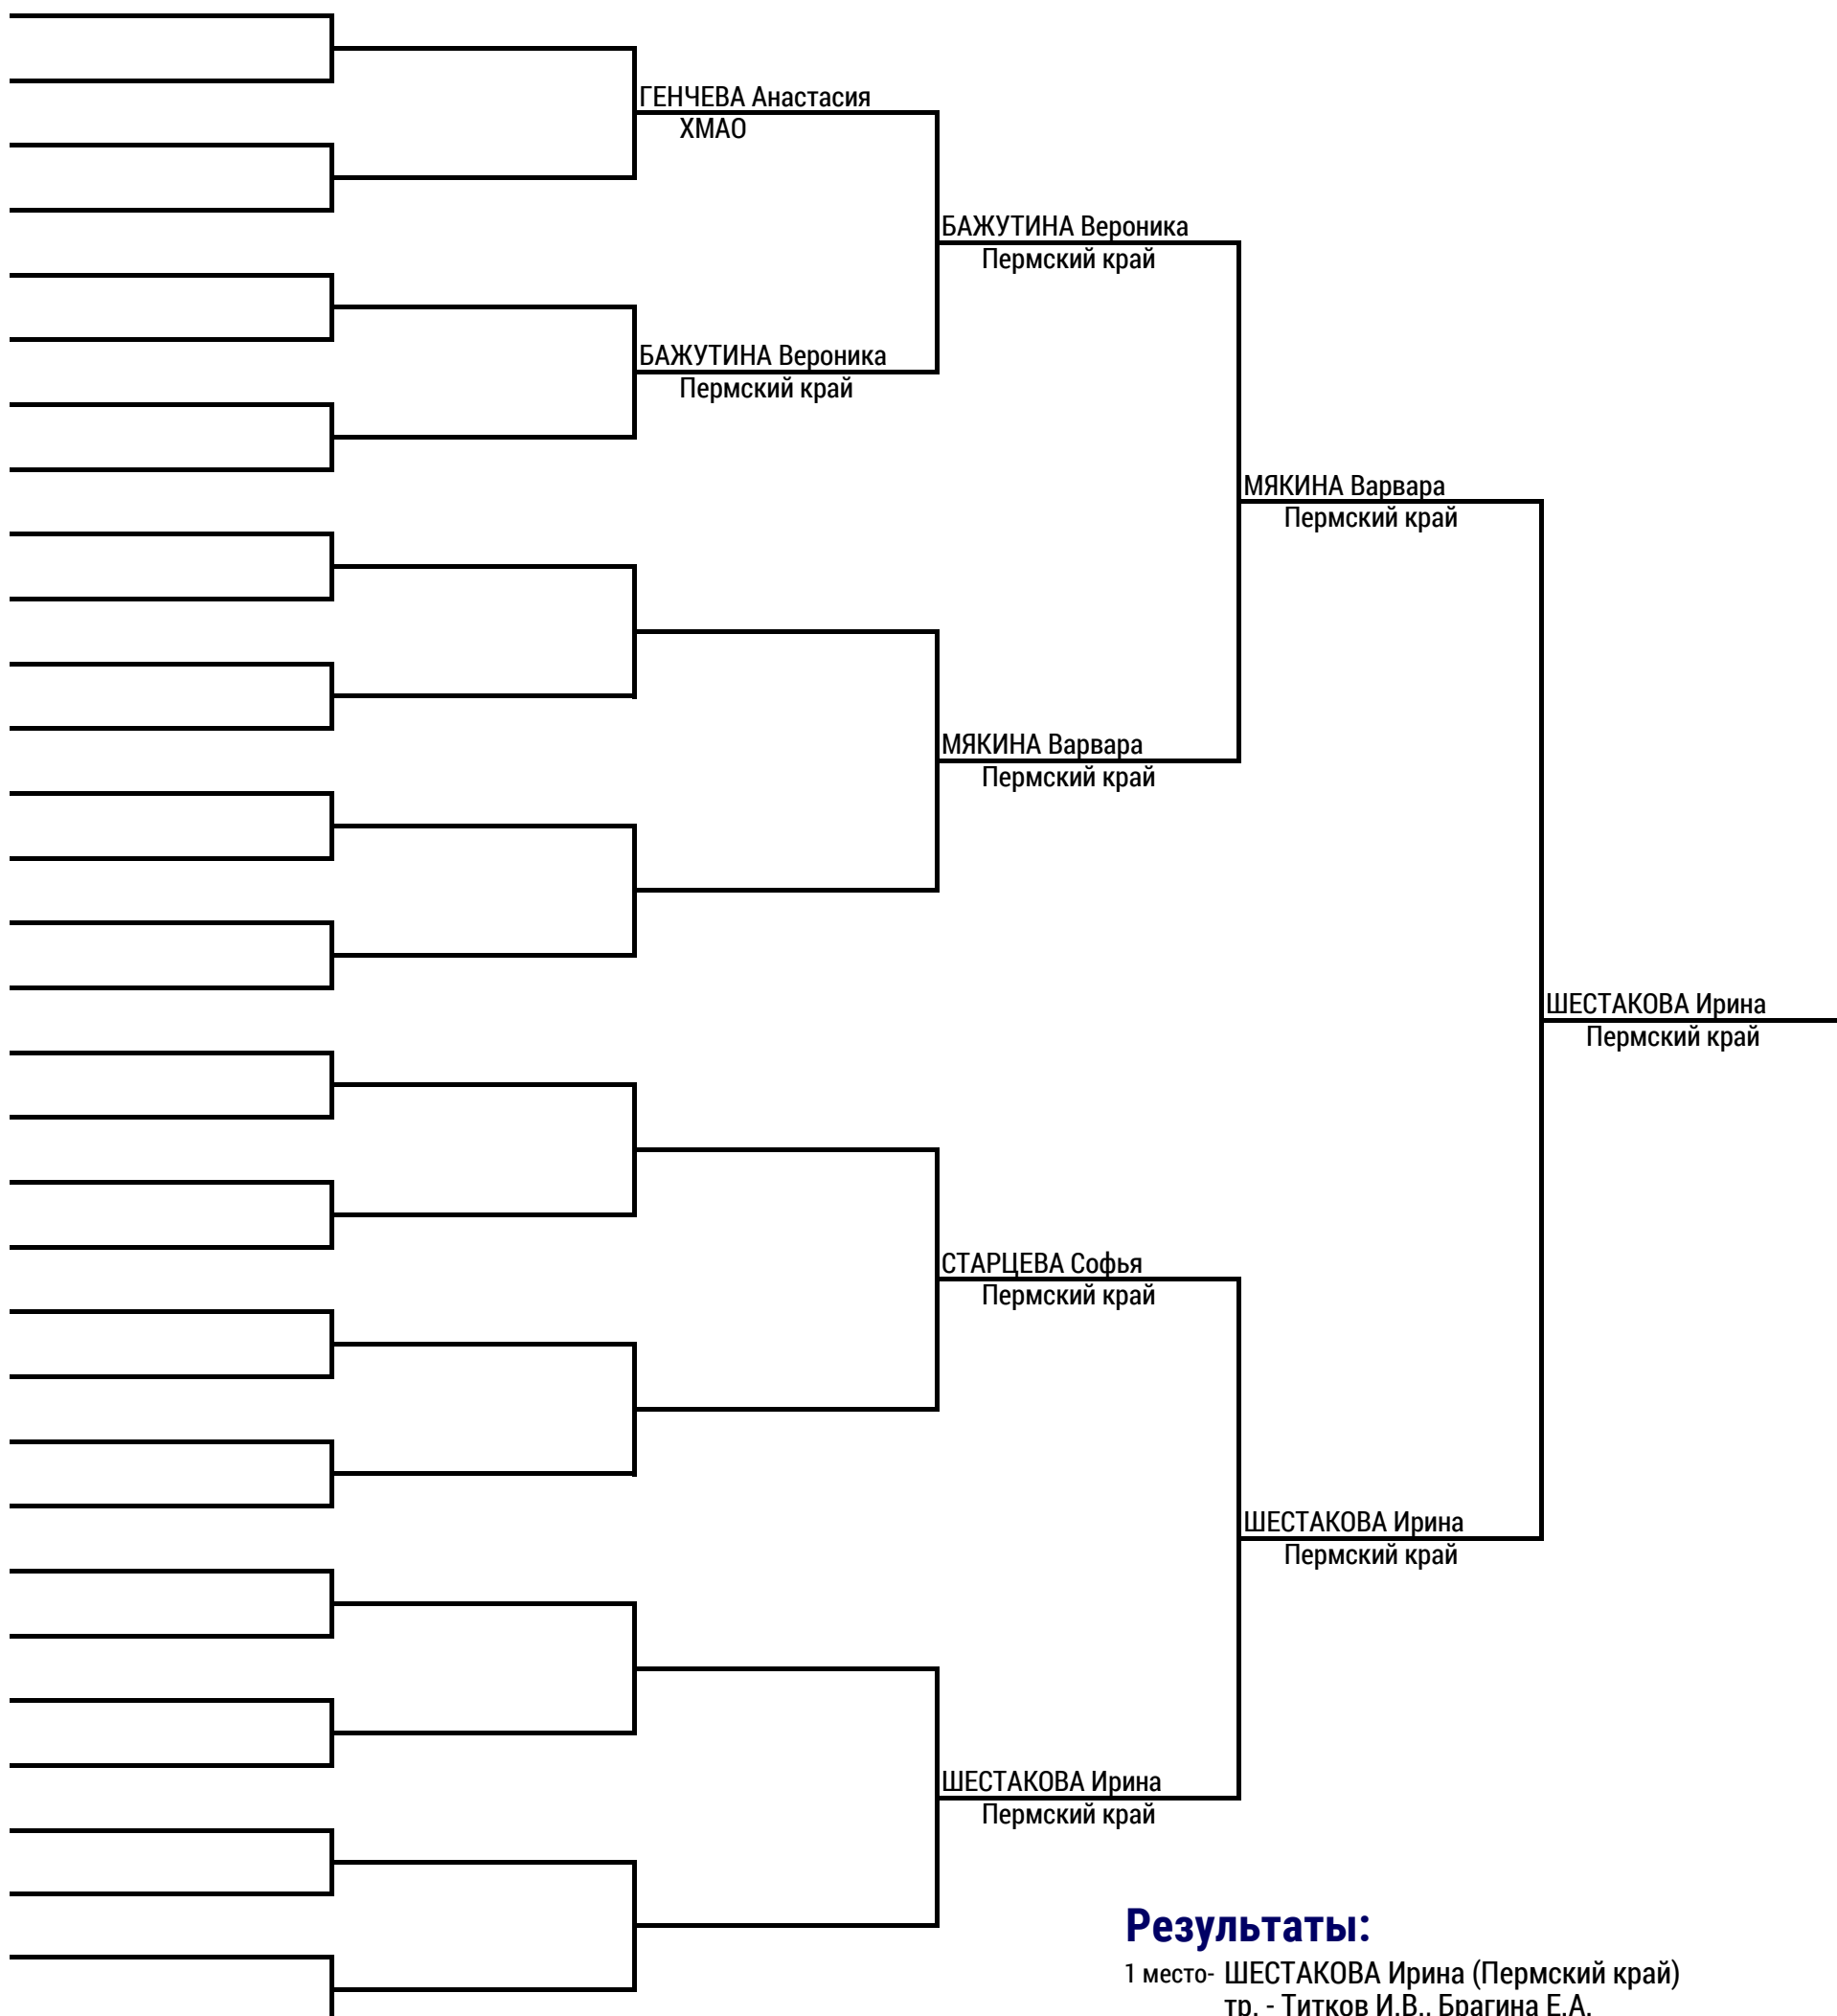 ГЕНЧЕВА Анастасия
ХМАО
БАЖУТИНА Вероника
Пермский край
БАЖУТИНА Вероника
Пермский край
МЯКИНА Варвара
Пермский край
МЯКИНА Варвара
Пермский край
ШЕСТАКОВА Ирина
Пермский край
СТАРЦЕВА Софья
Пермский край
ШЕСТАКОВА Ирина
Пермский край
ШЕСТАКОВА Ирина
Пермский край
Результаты:
1 место- ШЕСТАКОВА Ирина (Пермский край)
тр. - Титков И.В., Брагина Е.А.